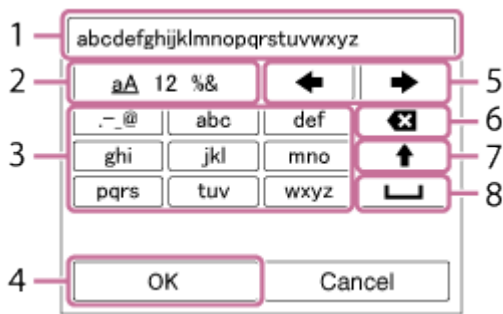 1 abcdefghijklmnopqrstuvwxyz
2 aA 12 %& 5
.-_@ abc def 6
3 ghi jkl mno 7
pqrs tuv wxyz 8
4 OK Cancel